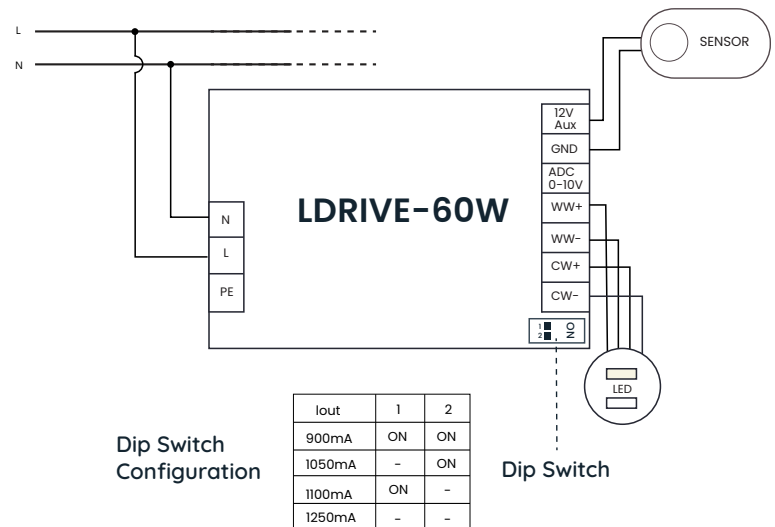 L
N
SENSOR
12V
Aux
GND
ADC
0-10V
WW+
WW-
CW+
CW-
LDRIVE-60W
N
L
PE
1
2
ON
LED
Dip Switch
Configuration
Iout 1 2
900mA ON ON
1050mA - ON
1100mA ON -
1250mA - -
Dip Switch